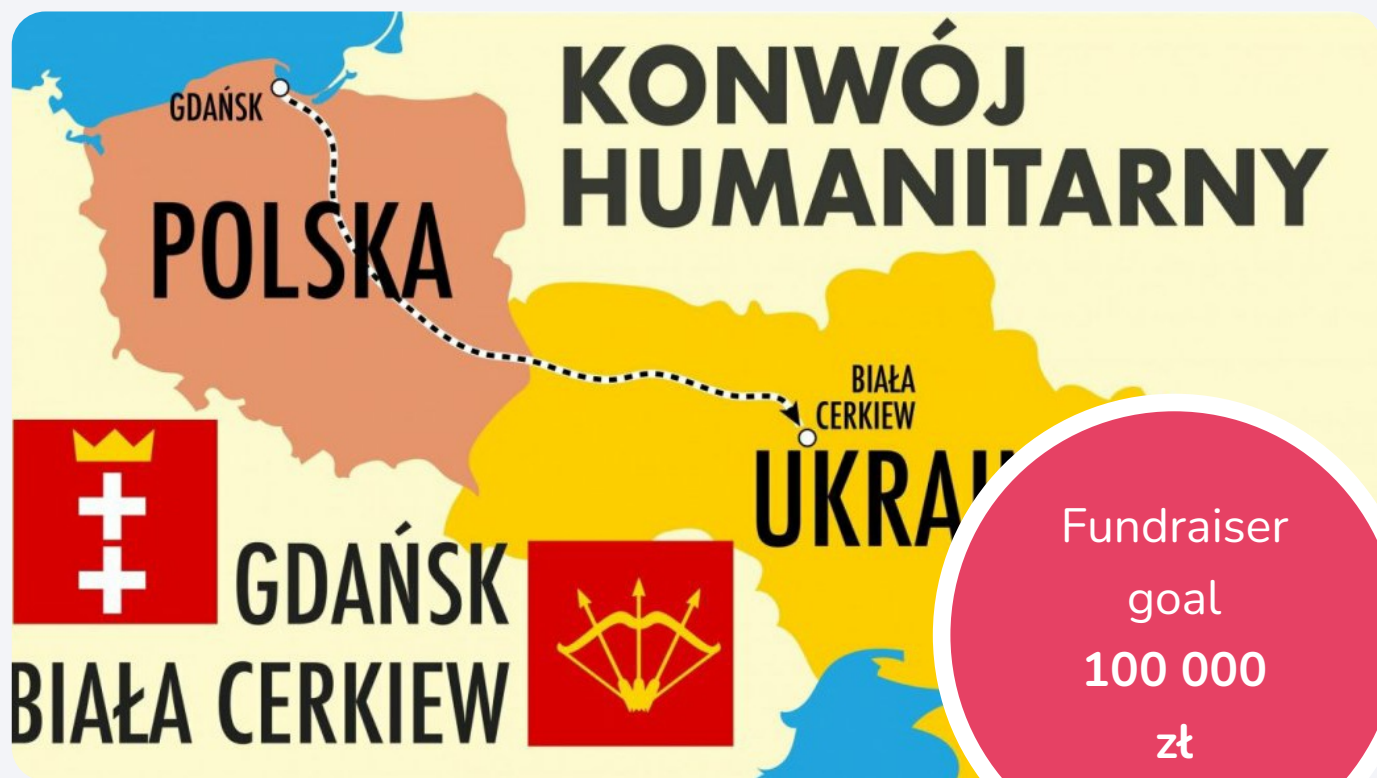 KONWÓJ
HUMANITARNY
GDAŃSK
POLSKA
BIAŁA
CERKIEW
GDAŃSK
BIAŁA CERKIEW
Fundraiser
goal
100 000
zł